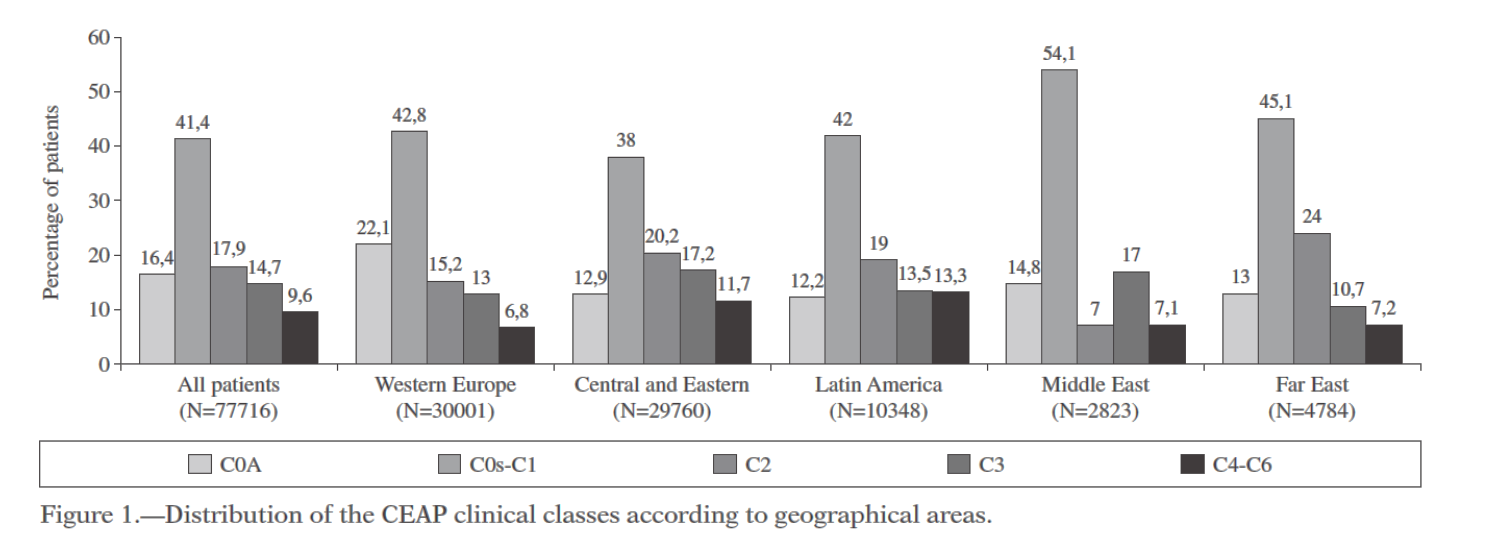 Percentage of patients
60
50
40
30
20
10
0
16,4
41,4
17,9
14,7
9,6
22,1
42,8
15,2
13
6,8
12,9
38
20,2
17,2
11,7
12,2
42
19
13,5
13,3
14,8
54,1
7
17
7,1
13
45,1
24
10,7
7,2
All patients
(N=77716)
Western Europe
(N=30001)
Central and Eastern
(N=29760)
Latin America
(N=10348)
Middle East
(N=2823)
Far East
(N=4784)
C0A
C0s-C1
C2
C3
C4-C6
Figure 1.—Distribution of the CEAP clinical classes according to geographical areas.